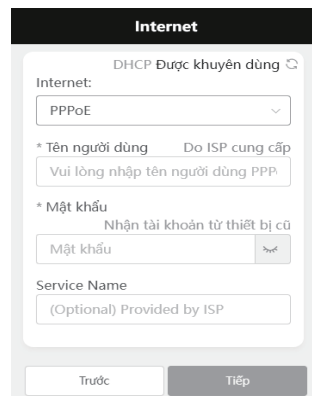 Internet
DHCP Được khuyên dùng
Internet:
PPPoE
* Tên người dùng Do ISP cung cấp
Vui lòng nhập tên người dùng PPP
* Mật khẩu
Nhận tài khoản từ thiết bị cũ
Mật khẩu
Service Name
(Optional) Provided by ISP
Trước Tiếp